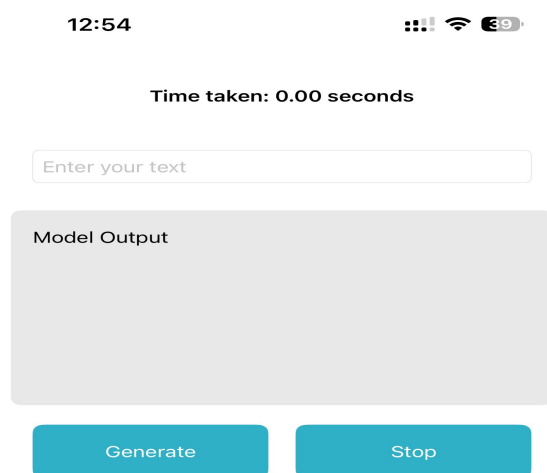 12:54 39
Time taken: 0.00 seconds
Enter your text
Model Output
Generate Stop